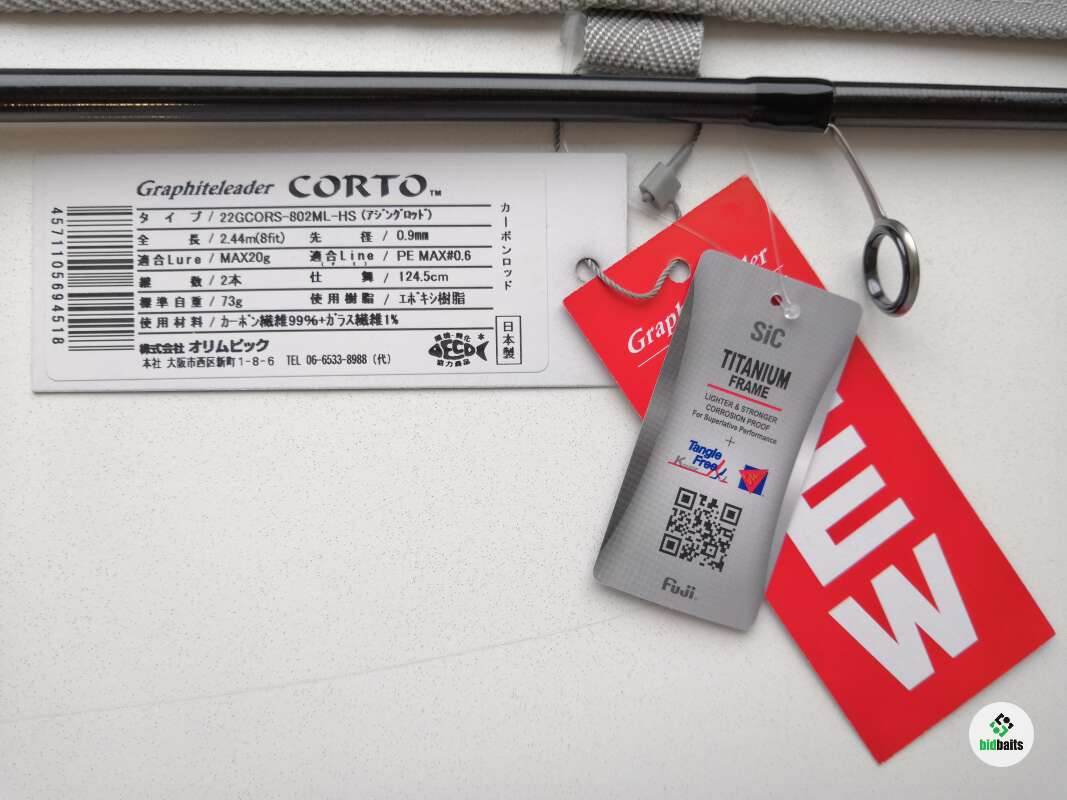 Graphiteleader CORTO™
タイプ / 22GCORS-802ML-HS (アジングロッド)
全長 / 2.44m(8fit) 先径 / 0.9mm
適合Lure / MAX20g 適合Line / PE MAX#0.6
継数 / 2本 仕舞 / 124.5cm
標準自重 / 73g 使用樹脂 / エポキシ樹脂
使用材料 / カーボン繊維99%+ガラス繊維1%
株式会社 オリムピック
本社 大阪市西区新町1-8-6 TEL 06-6533-8988 (代)
カーボンロッド
日本製
ECO
4571105694518
Graphiteleader
NEW
SiC
TITANIUM
FRAME
LIGHTER & STRONGER
CORROSION PROOF
For Superlative Performance
+
Tangle
Free
K
Fuji
bidbaits